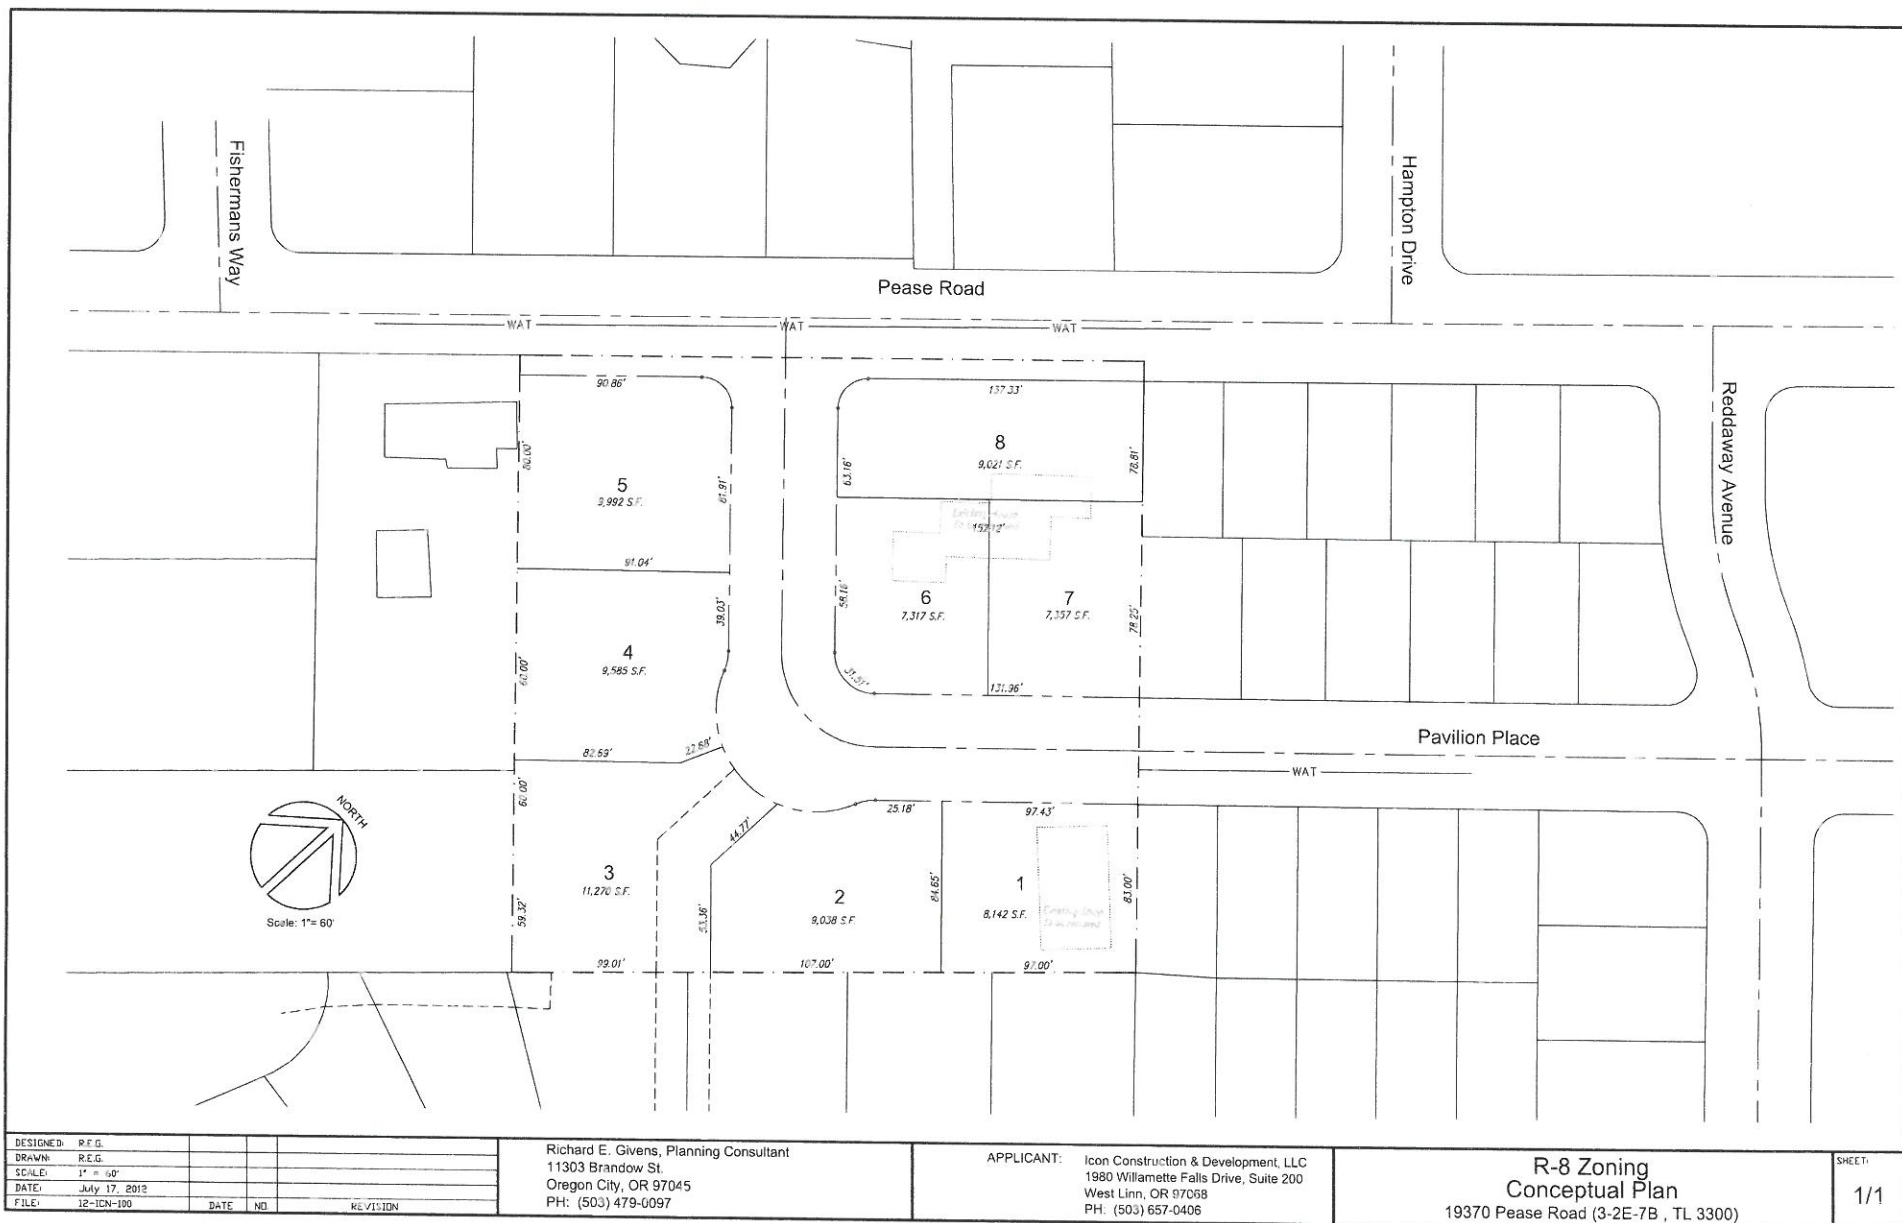 Fishermans Way
Hampton Drive
Pease Road
WAT
WAT
WAT
90.86'
137.33'
Reddaway Avenue
8
9,021 S.F.
80.00'
63.16'
78.81'
5
9,992 S.F.
81.91'
152.12'
91.04'
58.18'
6
7,317 S.F.
7
7,357 S.F.
39.03'
78.25'
4
9,585 S.F.
60.00'
31.51'
131.96'
Pavilion Place
82.69'
22.68'
WAT
60.00'
NORTH
25.18'
97.43'
44.77'
3
11,270 S.F.
1
8,142 S.F.
84.65'
83.00'
2
9,038 S.F.
59.32'
53.36'
Scale: 1"= 60'
99.01'
107.00'
97.00'
DESIGNED: R.E.G.
DRAWN: R.E.G.
SCALE: 1" = 60'
DATE: July 17, 2012
FILE: 12-ICN-100
DATE NO. REVISION
Richard E. Givens, Planning Consultant
11303 Brandow St.
Oregon City, OR 97045
PH: (503) 479-0097
APPLICANT: Icon Construction & Development, LLC
1980 Willamette Falls Drive, Suite 200
West Linn, OR 97068
PH: (503) 657-0406
R-8 Zoning
Conceptual Plan
19370 Pease Road (3-2E-7B , TL 3300)
SHEET:
1/1